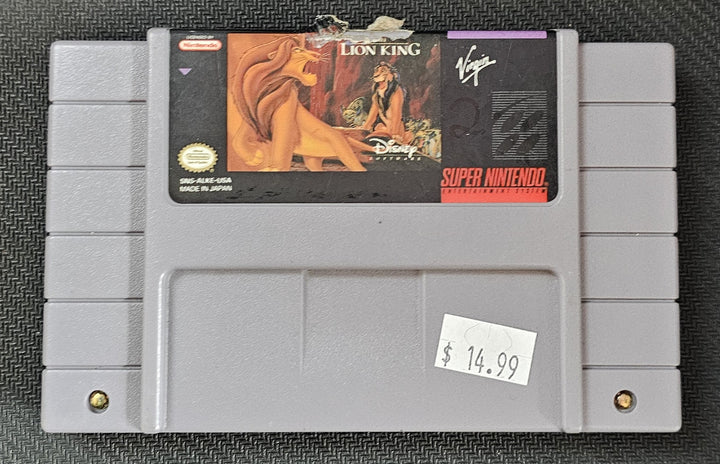 LICENSED BY
Nintendo
LION KING
Virgin
Disney
SOFTWARE
SNS-ALKE-USA
MADE IN JAPAN
SUPER NINTENDO
ENTERTAINMENT SYSTEM
$ 14.99